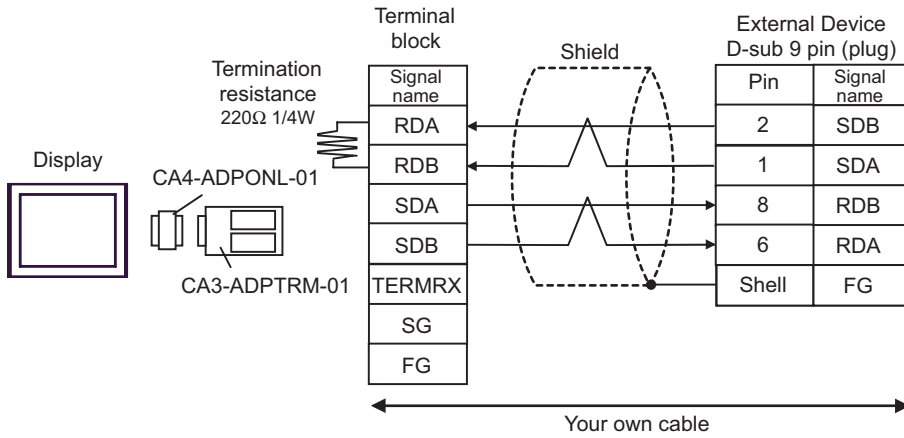 Terminal
block
External Device
D-sub 9 pin (plug)
Shield
Termination
resistance
220Ω 1/4W
Display
CA4-ADPONL-01
CA3-ADPTRM-01
Signal
name
RDA
RDB
SDA
SDB
TERMRX
SG
FG
Pin Signal
name
2 SDB
1 SDA
8 RDB
6 RDA
Shell FG
Your own cable